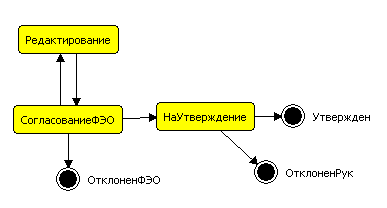 Редактирование
СогласованиеФЭО
НаУтверждение
Утвержден
ОтклоненФЭО
ОтклоненРук